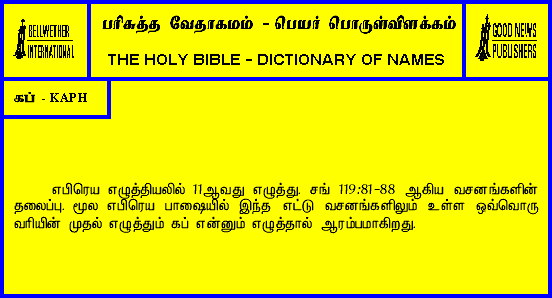 BELLWETHER
INTERNATIONAL
பரிசுத்த வேதாகமம் - பெயர் பொருள்விளக்கம்
THE HOLY BIBLE - DICTIONARY OF NAMES
GOOD NEWS
PUBLISHERS
கப் - KAPH
எபிரெய எழுத்தியலில் 11ஆவது எழுத்து. சங் 119:81-88 ஆகிய வசனங்களின்
தலைப்பு. மூல எபிரெய பாஷையில் இந்த எட்டு வசனங்களிலும் உள்ள ஒவ்வொரு
வரியின் முதல் எழுத்தும் கப் என்னும் எழுத்தால் ஆரம்பமாகிறது.